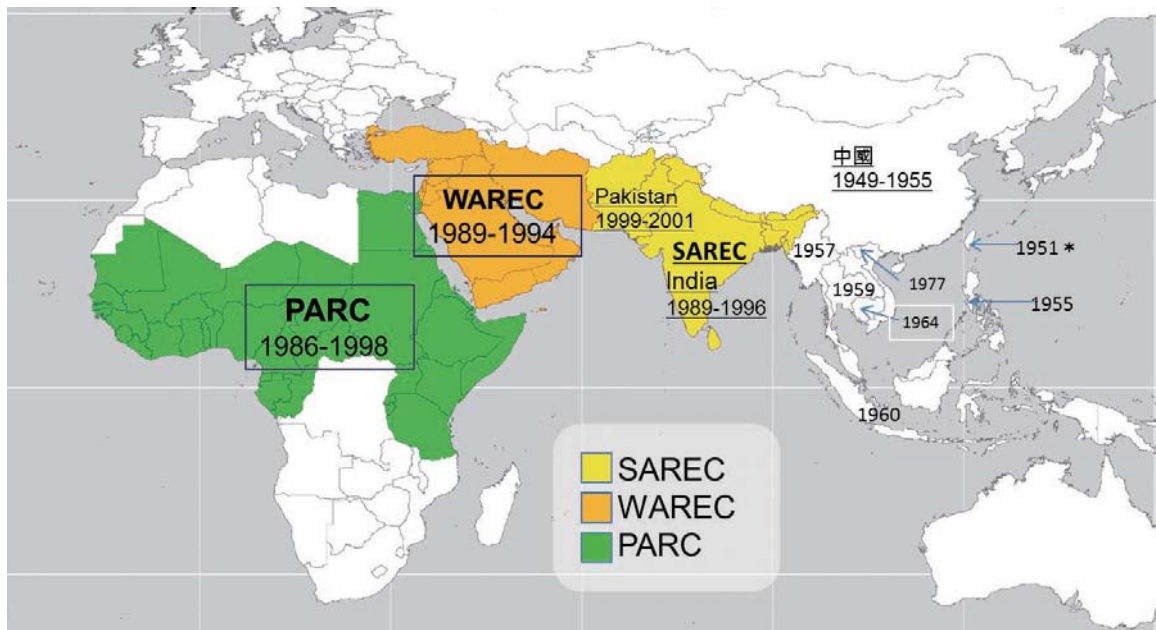 WAREC
1989-1994
PARC
1986-1998
Pakistan
1999-2001
SAREC
India
1989-1996
中國
1949-1955
1957
1959
1977
1964
1951 *
1955
1960
SAREC
WAREC
PARC